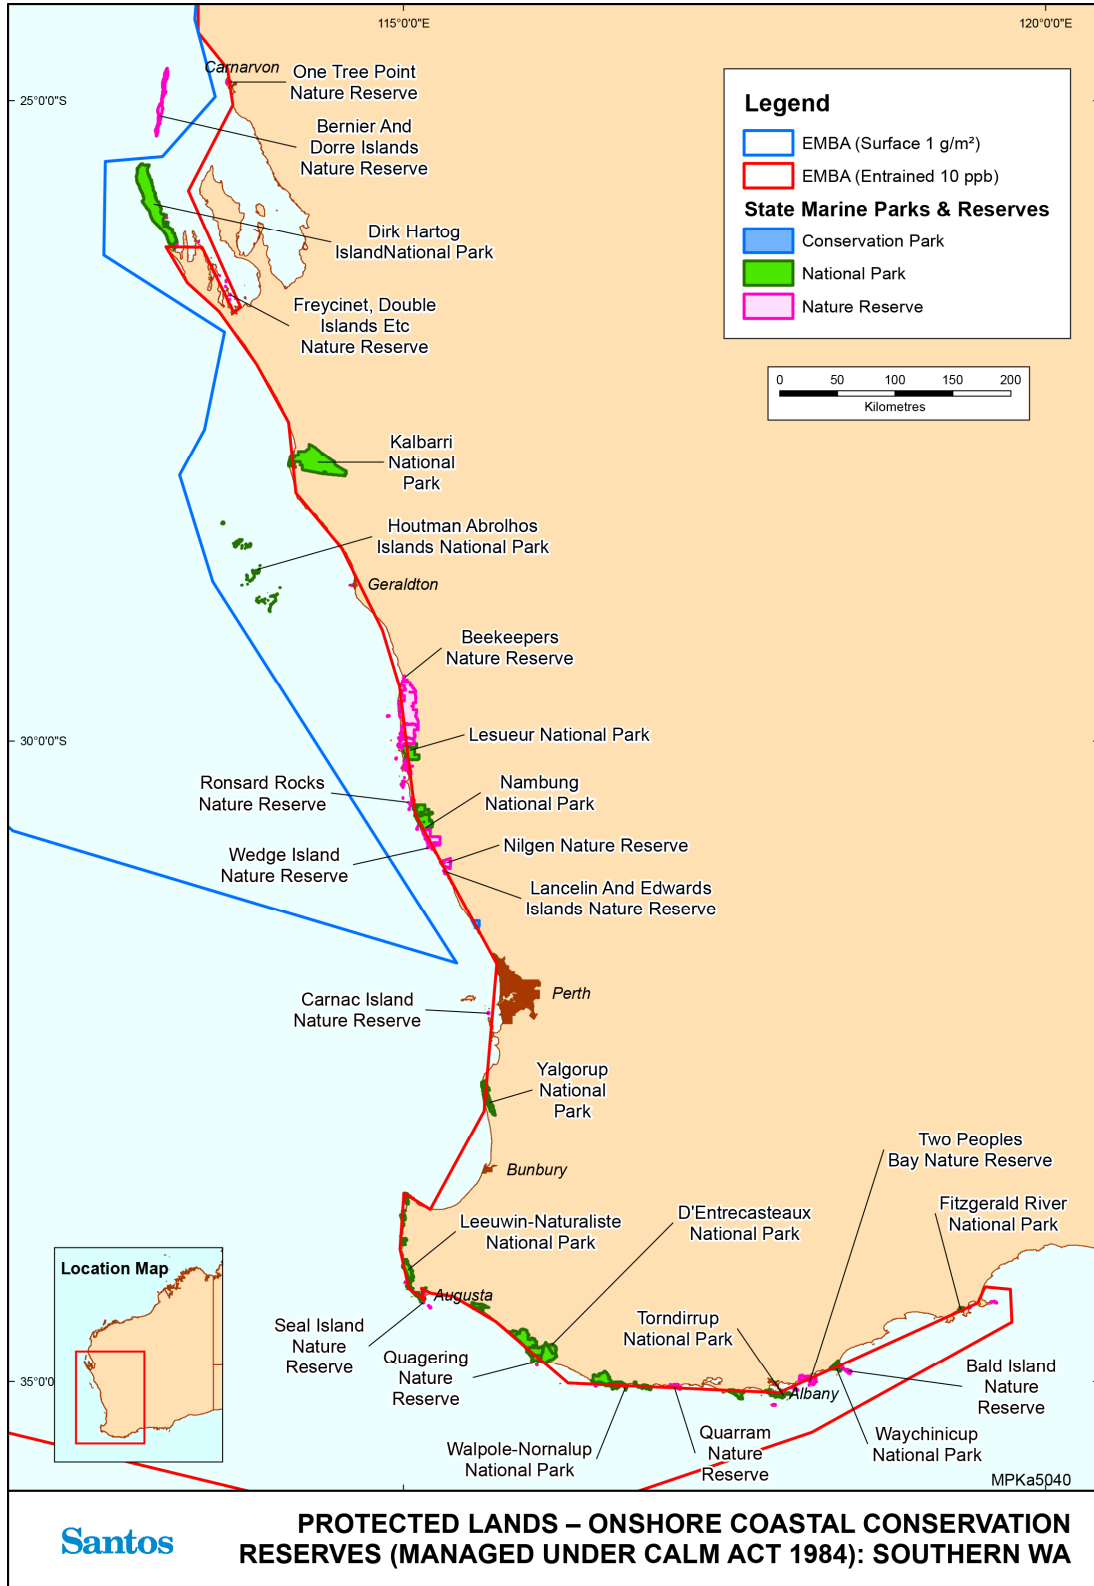 115°0'0"E
120°0'0"E
Carnarvon
One Tree Point
Nature Reserve
25°0'0"S
Bernier And
Dorre Islands
Nature Reserve
Dirk Hartog
IslandNational Park
Freycinet, Double
Islands Etc
Nature Reserve
Legend
EMBA (Surface 1 g/m²)
EMBA (Entrained 10 ppb)
State Marine Parks & Reserves
Conservation Park
National Park
Nature Reserve
0 50 100 150 200
Kilometres
Kalbarri
National
Park
Houtman Abrolhos
Islands National Park
Geraldton
Beekeepers
Nature Reserve
30°0'0"S
Lesueur National Park
Ronsard Rocks
Nature Reserve
Nambung
National Park
Wedge Island
Nature Reserve
Nilgen Nature Reserve
Lancelin And Edwards
Islands Nature Reserve
Perth
Carnac Island
Nature Reserve
Yalgorup
National
Park
Bunbury
Two Peoples
Bay Nature Reserve
Fitzgerald River
National Park
D'Entrecasteaux
National Park
Leeuwin-Naturaliste
National Park
Location Map
Augusta
Seal Island
Nature
Reserve
Torndirrup
National Park
Quagering
Nature
Reserve
Bald Island
Nature
Reserve
35°0'0
Albany
Walpole-Nornalup
National Park
Quarram
Nature
Reserve
Waychinicup
National Park
MPKa5040
Santos
PROTECTED LANDS – ONSHORE COASTAL CONSERVATION
RESERVES (MANAGED UNDER CALM ACT 1984): SOUTHERN WA